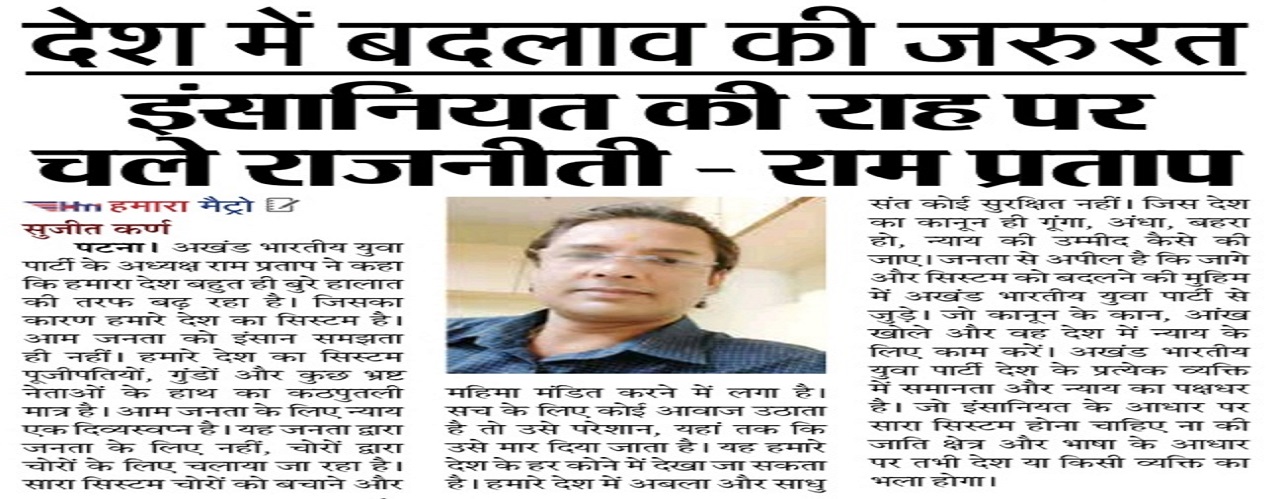 देश में बदलाव की जरुरत
इंसानियत की राह पर
चले राजनीती - राम प्रताप
Hm हमारा मैट्रो
सुजीत कर्ण
पटना। अखंड भारतीय युवा
पार्टी के अध्यक्ष राम प्रताप ने कहा
कि हमारा देश बहुत ही बुरे हालात
की तरफ बढ़ रहा है। जिसका
कारण हमारे देश का सिस्टम है।
आम जनता को इंसान समझता
ही नहीं। हमारे देश का सिस्टम
पूजीपतियों, गुंडों और कुछ भ्रष्ट
नेताओं के हाथ का कठपुतली
मात्र है। आम जनता के लिए न्याय
एक दिव्यस्वप्न है। यह जनता द्वारा
जनता के लिए नहीं, चोरों द्वारा
चोरों के लिए चलाया जा रहा है।
सारा सिस्टम चोरों को बचाने और
महिमा मंडित करने में लगा है।
सच के लिए कोई आवाज उठाता
है तो उसे परेशान, यहां तक कि
उसे मार दिया जाता है। यह हमारे
देश के हर कोने में देखा जा सकता
है। हमारे देश में अबला और साधु
संत कोई सुरक्षित नहीं। जिस देश
का कानून ही गूंगा, अंधा, बहरा
हो, न्याय की उम्मीद कैसे की
जाए। जनता से अपील है कि जागे
और सिस्टम को बदलने की मुहिम
में अखंड भारतीय युवा पार्टी से
जुड़े। जो कानून के कान, आंख
खोले और वह देश में न्याय के
लिए काम करें। अखंड भारतीय
युवा पार्टी देश के प्रत्येक व्यक्ति
में समानता और न्याय का पक्षधर
है। जो इंसानियत के आधार पर
सारा सिस्टम होना चाहिए ना की
जाति क्षेत्र और भाषा के आधार
पर तभी देश या किसी व्यक्ति का
भला होगा।